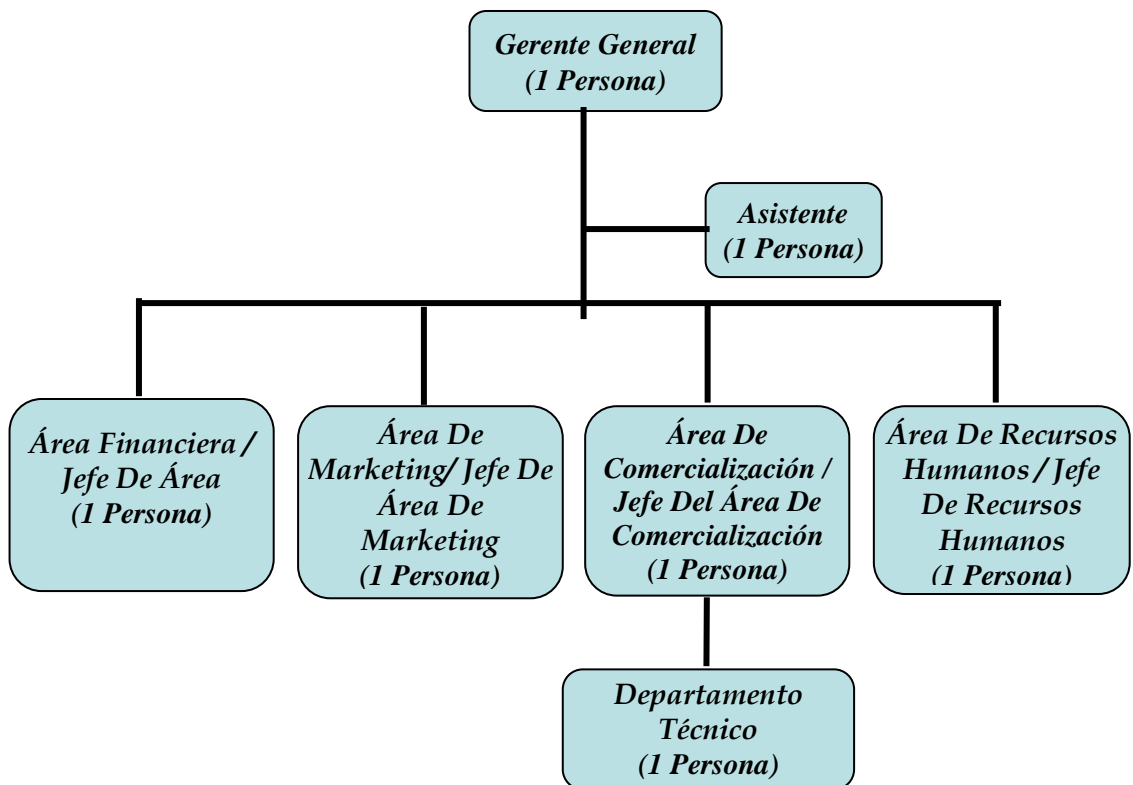 Gerente General
(1 Persona)
Asistente
(1 Persona)
Área Financiera /
Jefe De Área
(1 Persona)
Área De
Marketing/ Jefe De
Área De
Marketing
(1 Persona)
Área De
Comercialización /
Jefe Del Área De
Comercialización
(1 Persona)
Área De Recursos
Humanos / Jefe
De Recursos
Humanos
(1 Persona)
Departamento
Técnico
(1 Persona)